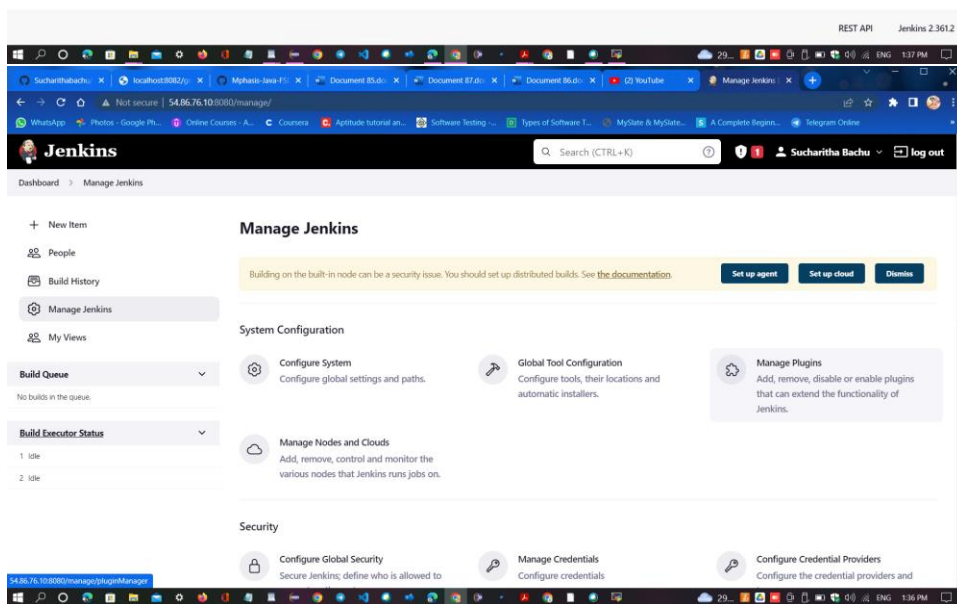 REST API Jenkins 2.361.2
29... ENG 1:37 PM
Sucharithabachu/ localhost:8082/g Mphasis-Java-FS Document 85.do Document 87.do Document 86.do (2) YouTube Manage Jenkins
Not secure | 54.86.76.10:8080/manage/
WhatsApp Photos - Google Ph... Online Courses - A... Coursera Aptitude tutorial an... Software Testing -... Types of Software T... MySlate & MySlate... A Complete Beginn... Telegram Online
Jenkins Search (CTRL+K) 1 Sucharitha Bachu log out
Dashboard > Manage Jenkins
New Item
People
Build History
Manage Jenkins
My Views
Build Queue
No builds in the queue.
Build Executor Status
1 Idle
2 Idle
Manage Jenkins
Building on the built-in node can be a security issue. You should set up distributed builds. See the documentation. Set up agent Set up cloud Dismiss
System Configuration
Configure System
Configure global settings and paths.
Global Tool Configuration
Configure tools, their locations and
automatic installers.
Manage Plugins
Add, remove, disable or enable plugins
that can extend the functionality of
Jenkins.
Manage Nodes and Clouds
Add, remove, control and monitor the
various nodes that Jenkins runs jobs on.
Security
Configure Global Security
Secure Jenkins; define who is allowed to
Manage Credentials
Configure credentials
Configure Credential Providers
Configure the credential providers and
54.86.76.10:8080/manage/pluginManager
29... ENG 1:36 PM